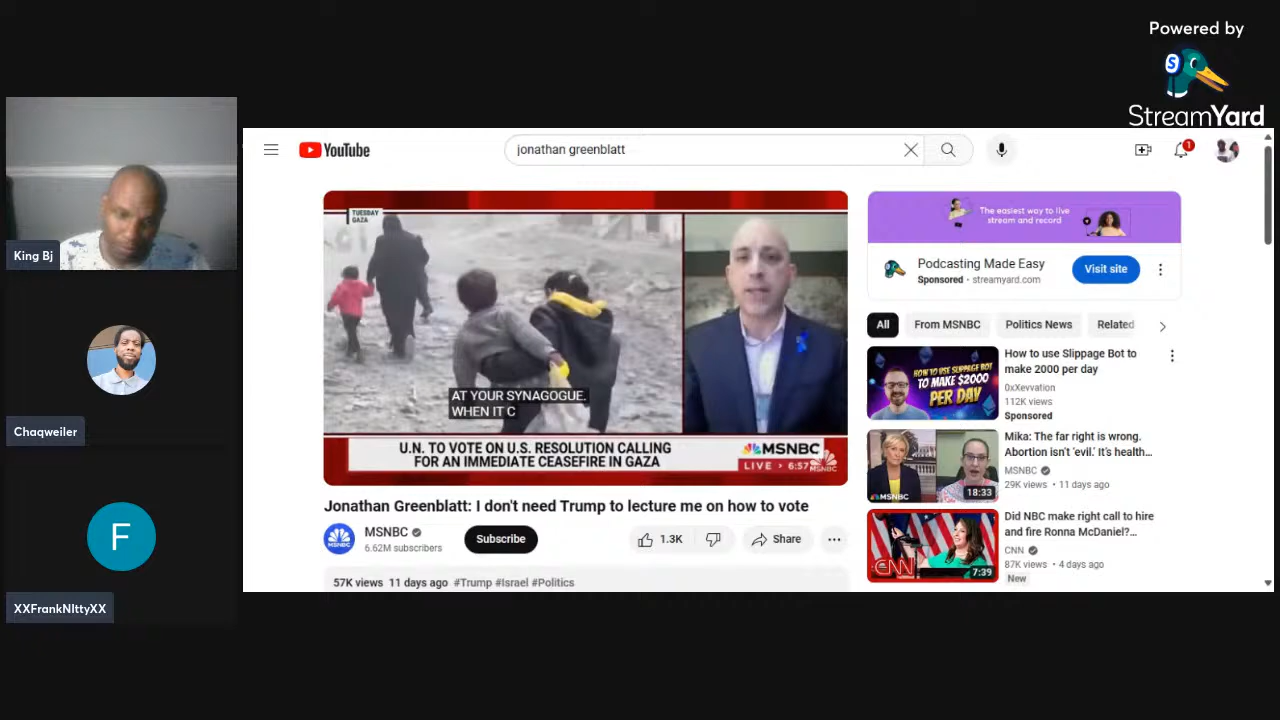 Powered by
S
StreamYard
King Bj
Chaqweiler
F
XXFrankNIttyXX
YouTube
jonathan greenblatt
1
TUESDAY
GAZA
AT YOUR SYNAGOGUE.
WHEN IT C
U.N. TO VOTE ON U.S. RESOLUTION CALLING
FOR AN IMMEDIATE CEASEFIRE IN GAZA
MSNBC
LIVE > 6:57
MSNBC
Jonathan Greenblatt: I don't need Trump to lecture me on how to vote
MSNBC
6.62M subscribers
Subscribe
1.3K
Share
57K views 11 days ago #Trump #Israel #Politics
The easiest way to live
stream and record
Podcasting Made Easy
Sponsored · streamyard.com
Visit site
All
From MSNBC
Politics News
Related
HOW TO USE SLIPPAGE BOT
TO MAKE $2000
PER DAY
How to use Slippage Bot to
make 2000 per day
0xXevvation
112K views
Sponsored
MSNBC
18:33
Mika: The far right is wrong.
Abortion isn't 'evil.' It's health...
MSNBC
29K views • 11 days ago
CNN
7:39
Did NBC make right call to hire
and fire Ronna McDaniel?...
CNN
87K views • 4 days ago
New